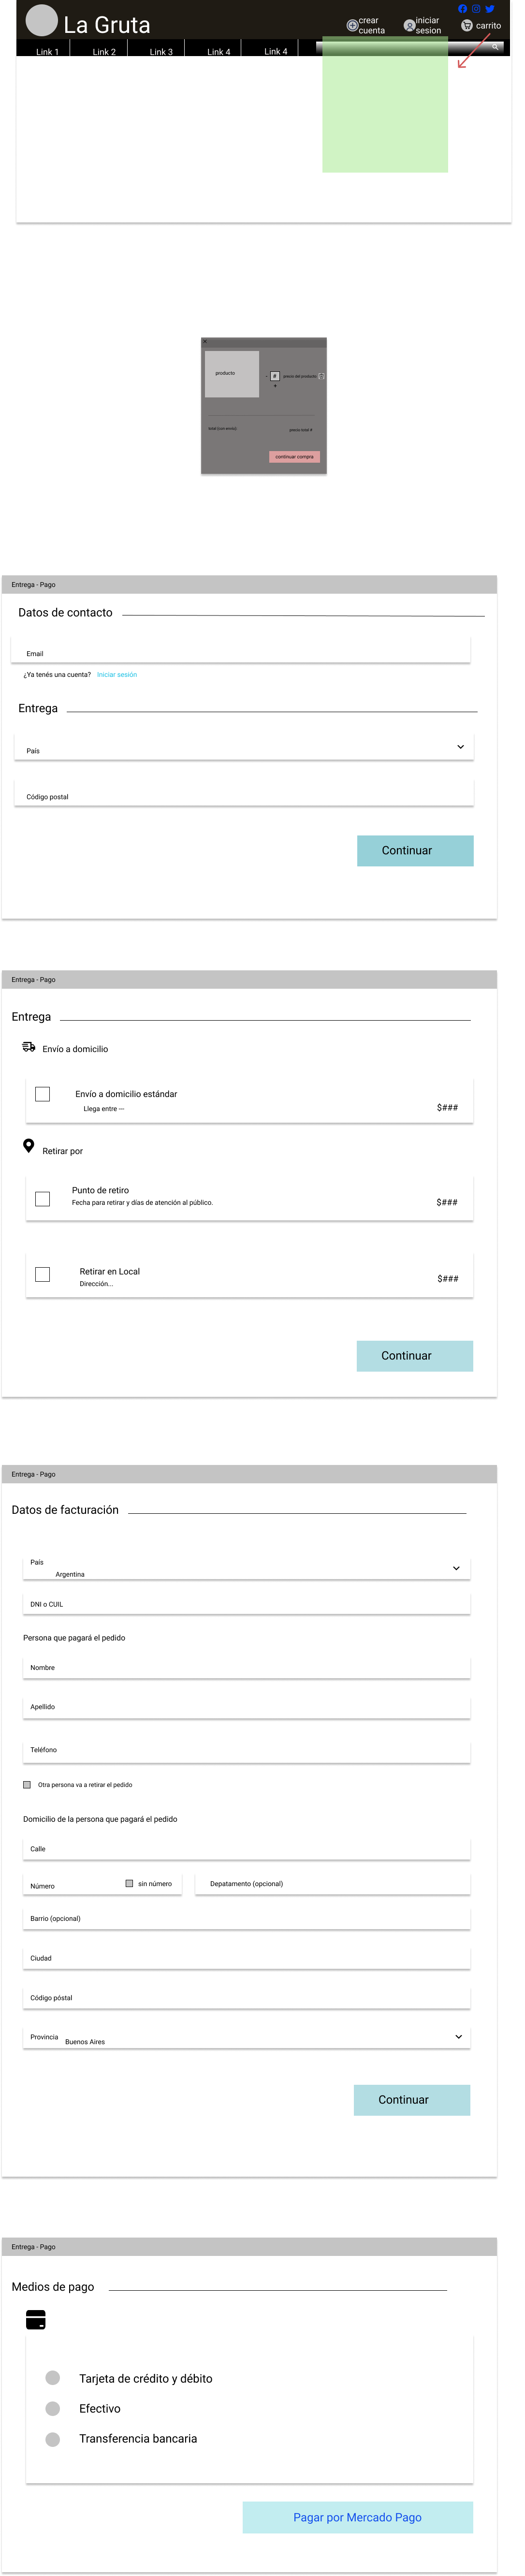 La Gruta
crear
cuenta
iniciar
sesion
carrito
Link 1
Link 2
Link 3
Link 4
Link 4
producto
- # precio del producto
+
total (con envio)
precio total #
continuar compra
Entrega - Pago
Datos de contacto
Email
¿Ya tenés una cuenta? Iniciar sesión
Entrega
País
Código postal
Continuar
Entrega - Pago
Entrega
Envío a domicilio
Envío a domicilio estándar
Llega entre ---
$###
Retirar por
Punto de retiro
Fecha para retirar y días de atención al público.
$###
Retirar en Local
Dirección...
$###
Continuar
Entrega - Pago
Datos de facturación
País
Argentina
DNI o CUIL
Persona que pagará el pedido
Nombre
Apellido
Teléfono
Otra persona va a retirar el pedido
Domicilio de la persona que pagará el pedido
Calle
Número
sin número
Depatamento (opcional)
Barrio (opcional)
Ciudad
Código póstal
Provincia
Buenos Aires
Continuar
Entrega - Pago
Medios de pago
Tarjeta de crédito y débito
Efectivo
Transferencia bancaria
Pagar por Mercado Pago